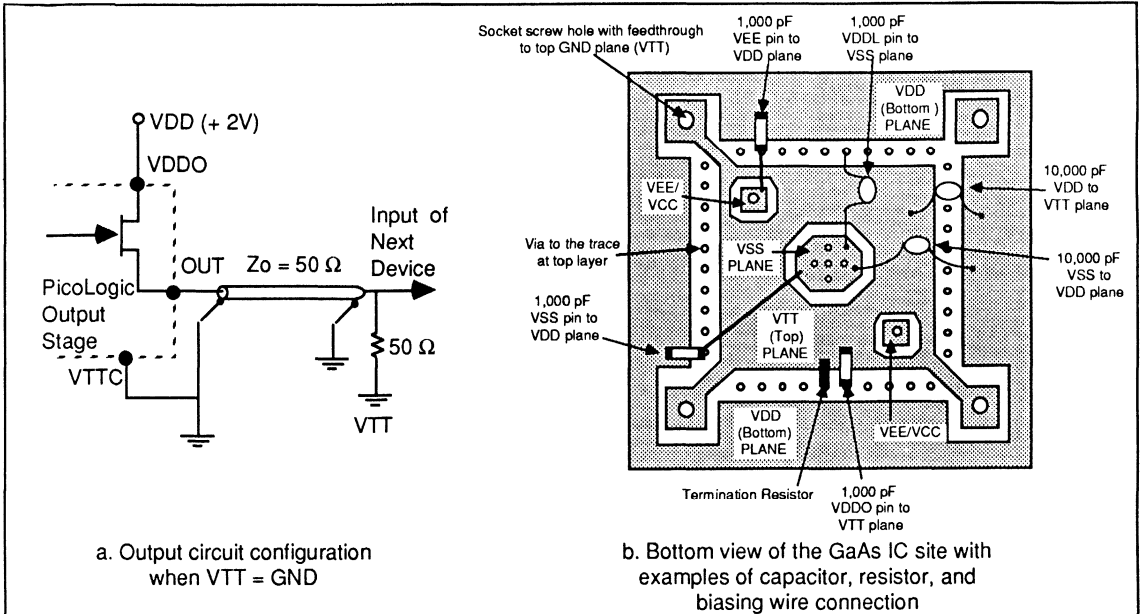 VDD (+ 2V)
VDDO
OUT
Zo = 50 Ω
Input of
Next
Device
PicoLogic
Output
Stage
VTTC
50 Ω
VTT
a. Output circuit configuration
when VTT = GND
Socket screw hole with feedthrough
to top GND plane (VTT)
1,000 pF
VEE pin to
VDD plane
1,000 pF
VDDL pin to
VSS plane
VDD
(Bottom )
PLANE
10,000 pF
VDD to
VTT plane
VEE/
VCC
Via to the trace
at top layer
VSS
PLANE
10,000 pF
VSS to
VDD plane
1,000 pF
VSS pin to
VDD plane
VTT
(Top)
PLANE
VDD
(Bottom)
PLANE
VEE/VCC
Termination Resistor
1,000 pF
VDDO pin to
VTT plane
b. Bottom view of the GaAs IC site with
examples of capacitor, resistor, and
biasing wire connection